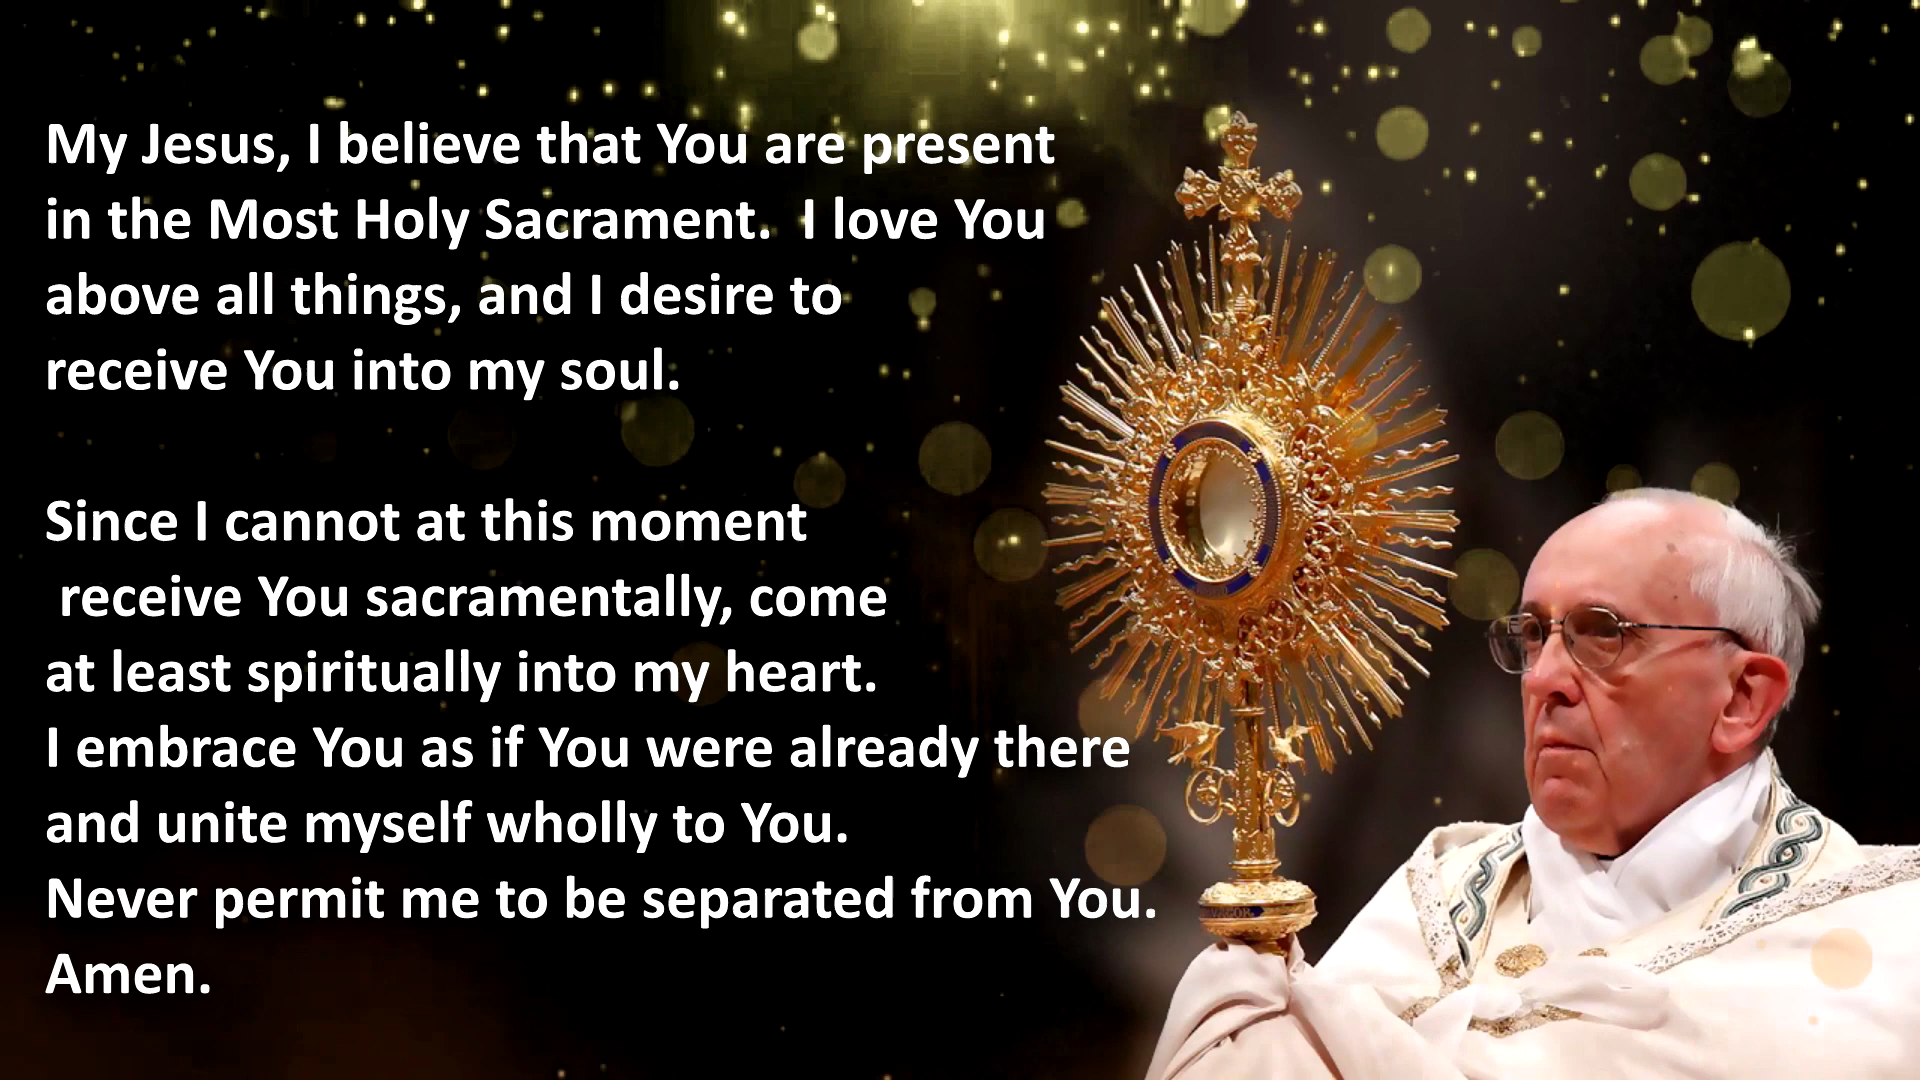 My Jesus, I believe that You are present
in the Most Holy Sacrament.  I love You
above all things, and I desire to
receive You into my soul.
Since I cannot at this moment
receive You sacramentally, come
at least spiritually into my heart.
I embrace You as if You were already there
and unite myself wholly to You.
Never permit me to be separated from You.
Amen.